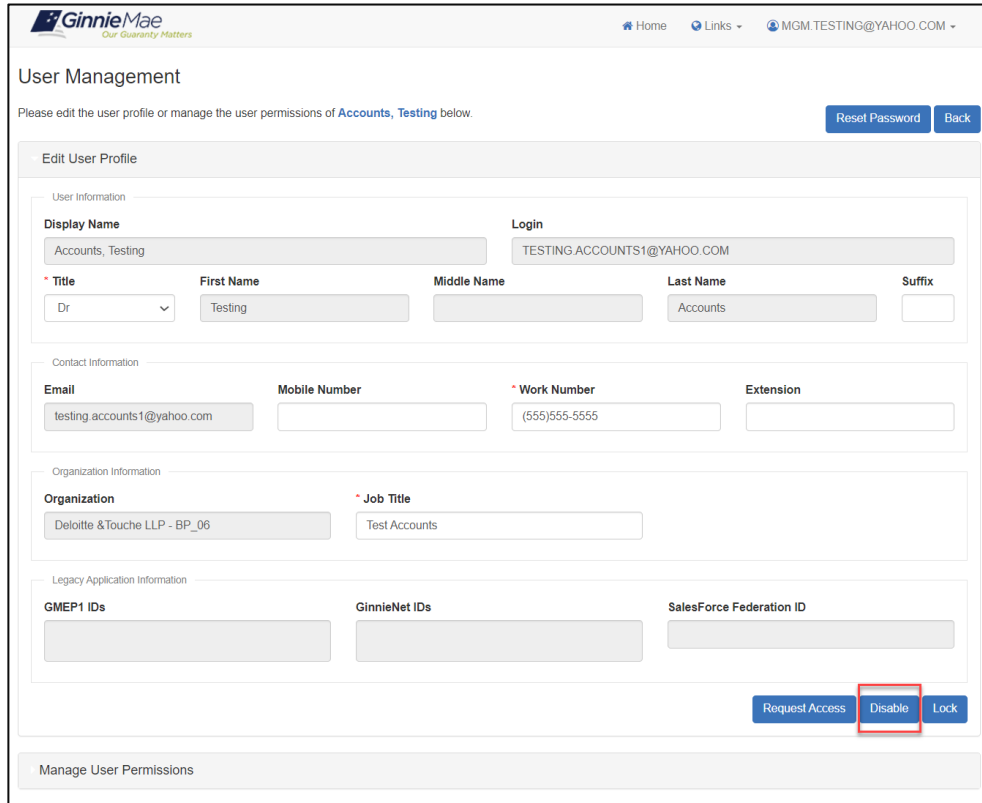 GinnieMae
Our Guaranty Matters
Home Links MGM.TESTING@YAHOO.COM
User Management
Please edit the user profile or manage the user permissions of Accounts, Testing below.
Reset Password Back
Edit User Profile
User Information
Display Name Login
Accounts, Testing TESTING.ACCOUNTS1@YAHOO.COM
* Title First Name Middle Name Last Name Suffix
Dr Testing Accounts
Contact Information
Email Mobile Number * Work Number Extension
testing.accounts1@yahoo.com (555)555-5555
Organization Information
Organization * Job Title
Deloitte &Touche LLP - BP_06 Test Accounts
Legacy Application Information
GMEP1 IDs GinnieNet IDs SalesForce Federation ID
Request Access Disable Lock
Manage User Permissions